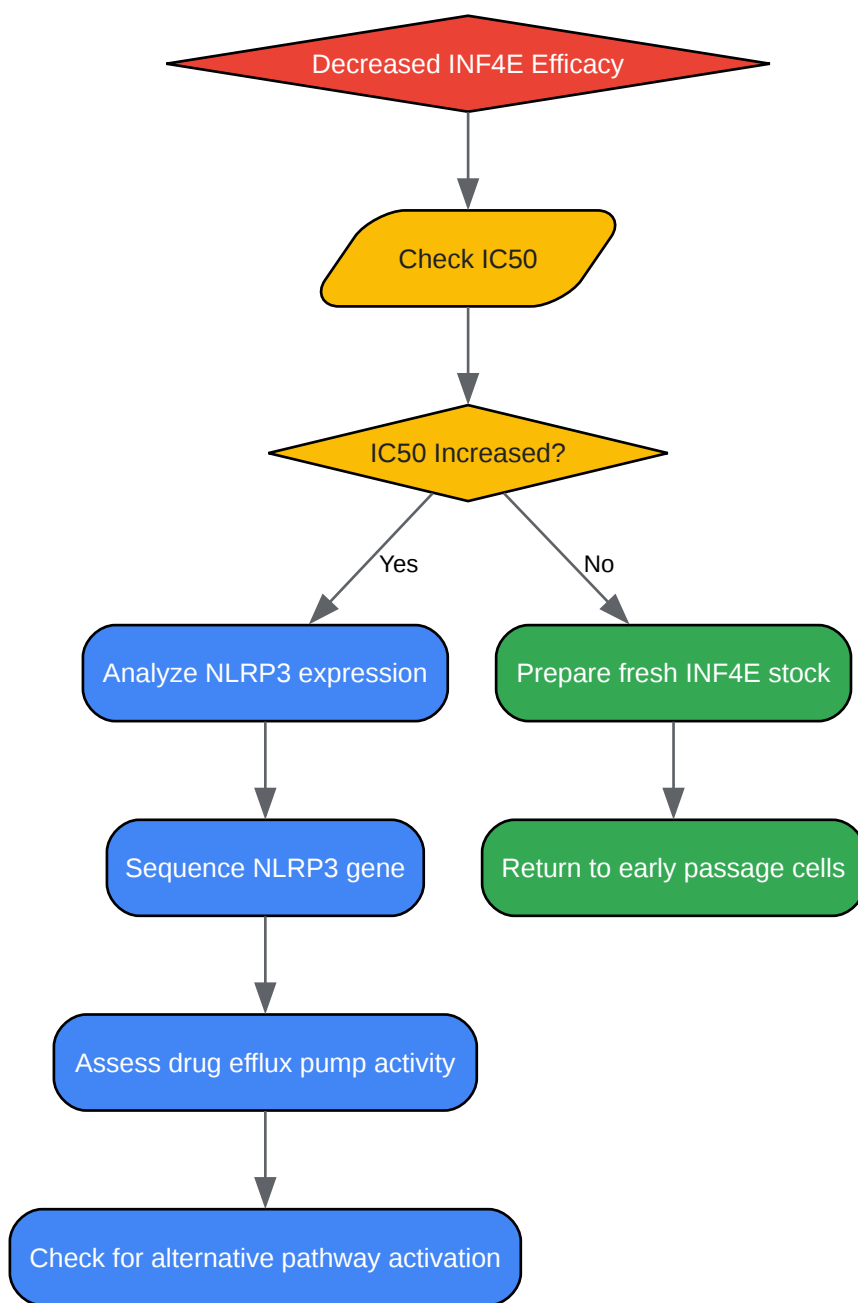 Decreased INF4E Efficacy
Check IC50
IC50 Increased?
Yes
No
Analyze NLRP3 expression
Prepare fresh INF4E stock
Sequence NLRP3 gene
Return to early passage cells
Assess drug efflux pump activity
Check for alternative pathway activation